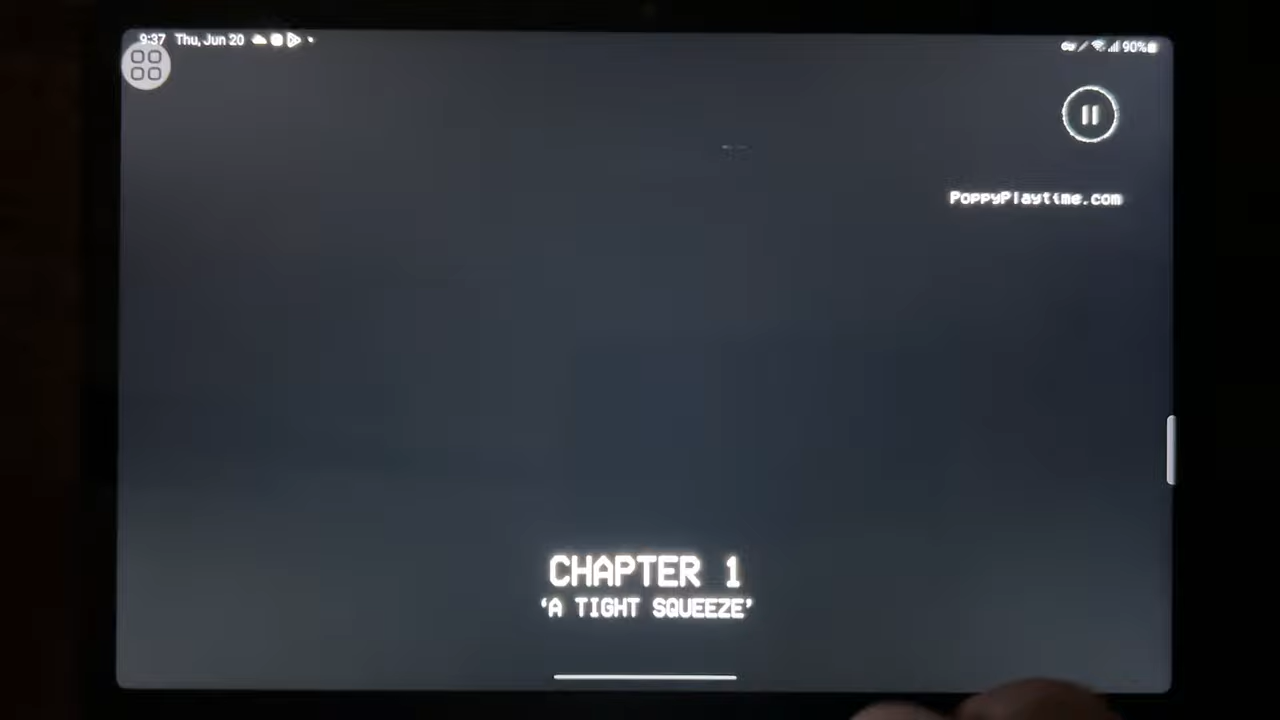 9:37 Thu, Jun 20
90%
PoppyPlaytime.com
CHAPTER 1
‘A TIGHT SQUEEZE’